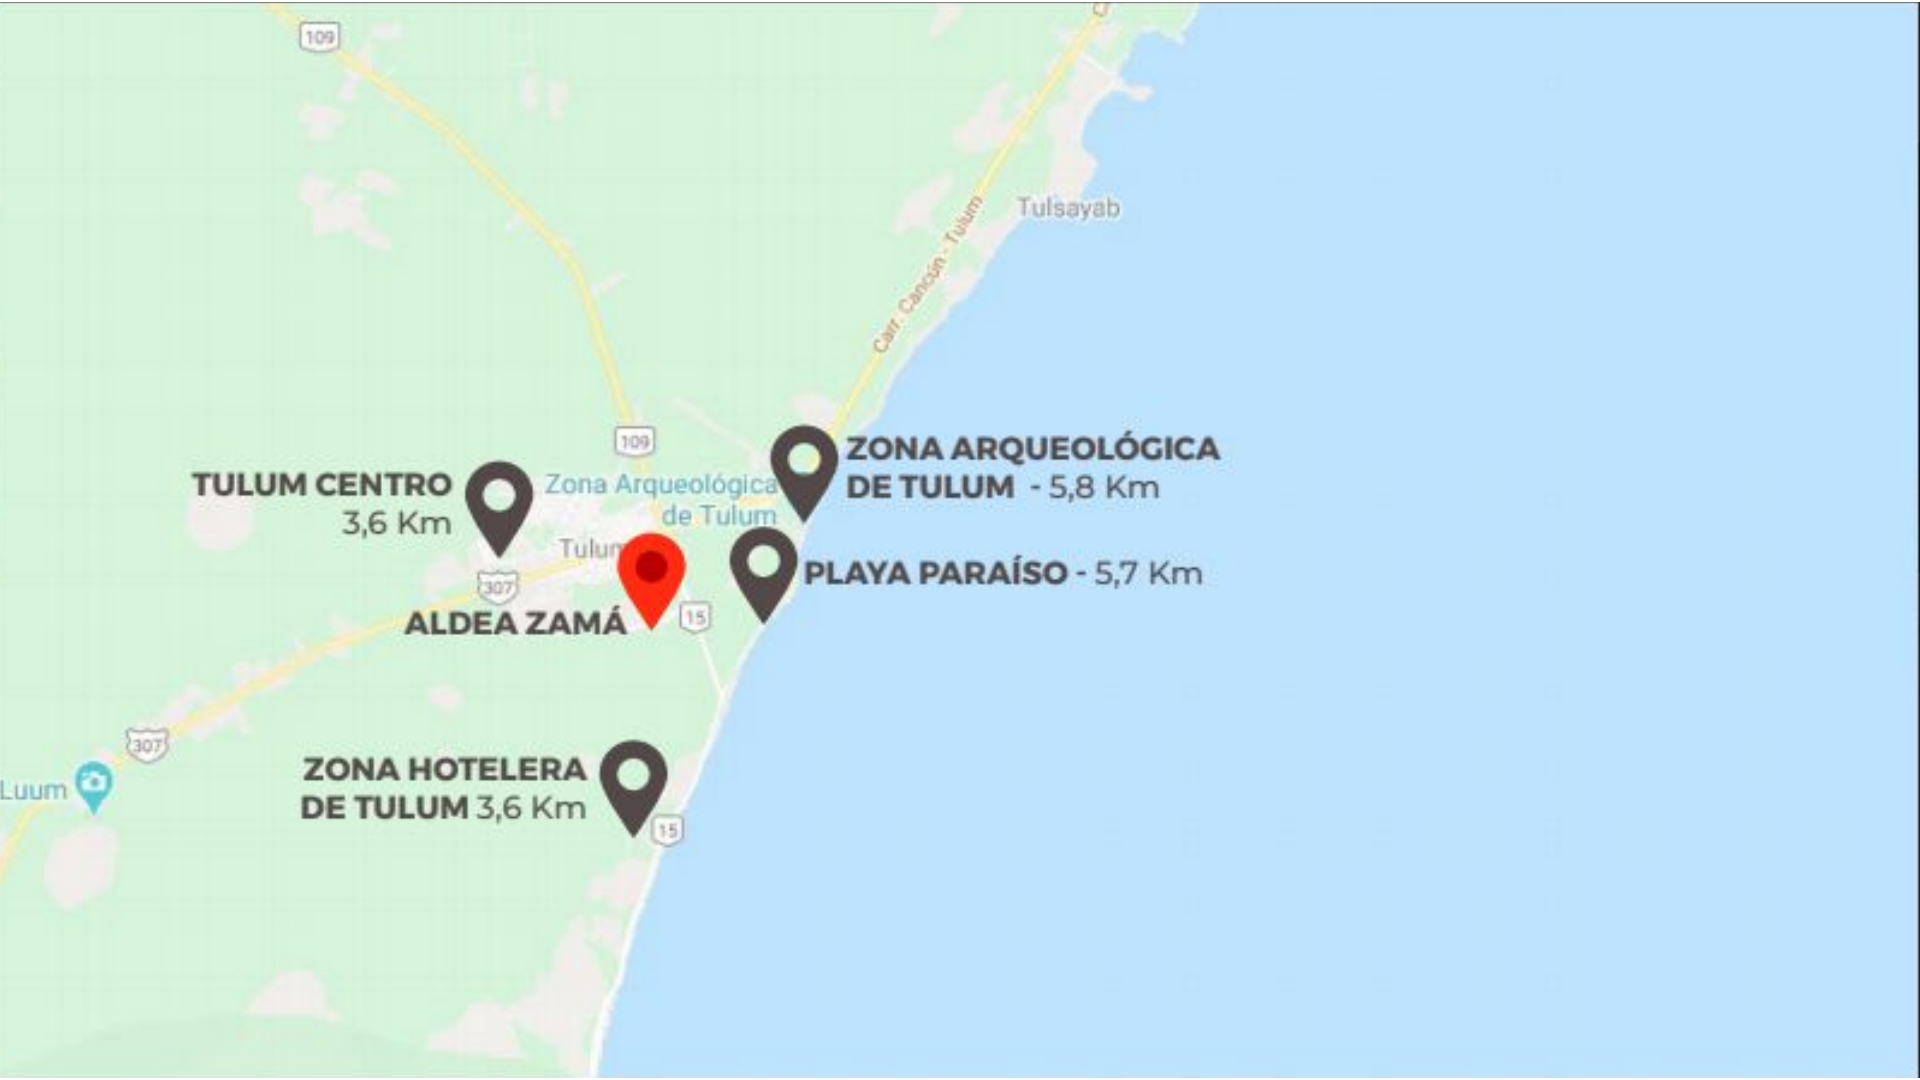 109
Tulsayab
Carr. Cancún - Tulum
109
ZONA ARQUEOLÓGICA
DE TULUM - 5,8 Km
TULUM CENTRO
3,6 Km
Zona Arqueológica
de Tulum
Tulum
307
PLAYA PARAÍSO - 5,7 Km
ALDEA ZAMÁ
15
307
ZONA HOTELERA
DE TULUM 3,6 Km
Luum
15